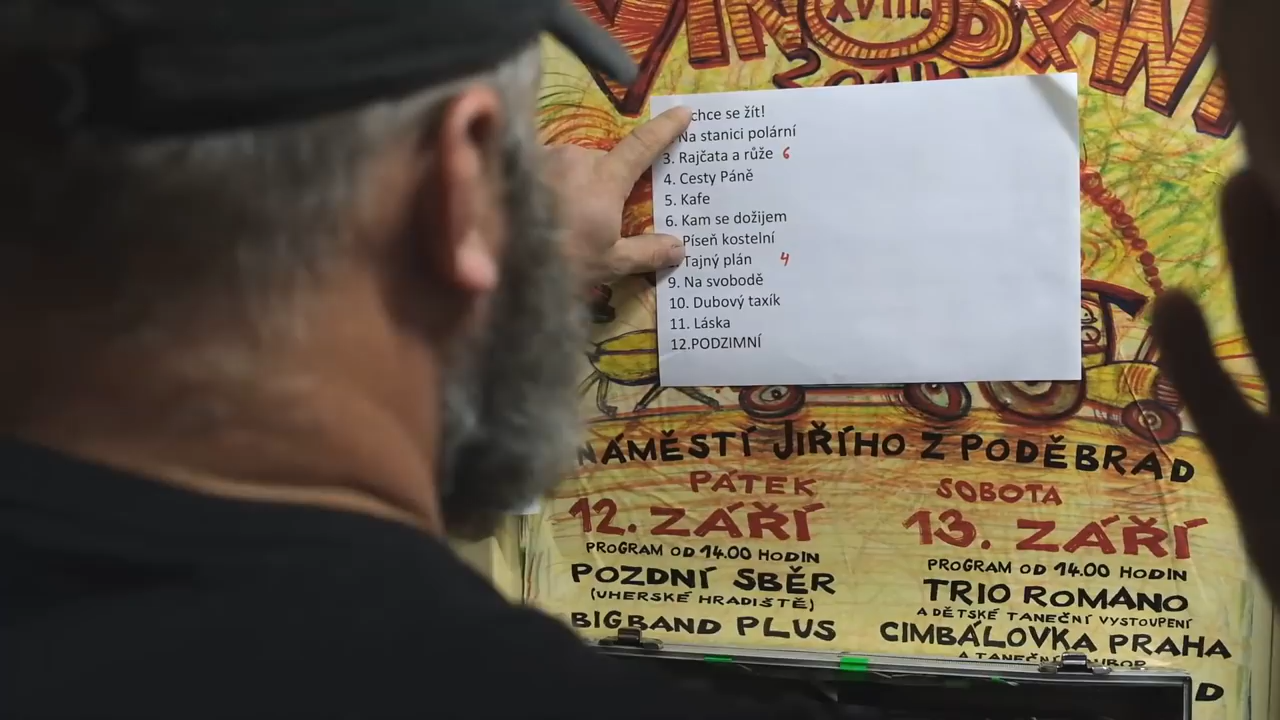 XVIII.
chce se žít!
Na stanici polární
3. Rajčata a růže 6
4. Cesty Páně
5. Kafe
6. Kam se dožijem
Píseň kostelní
Tajný plán 4
9. Na svobodě
10. Dubový taxík
11. Láska
12.PODZIMNÍ
NÁMĚSTÍ JIŘÍHO Z PODĚBRAD
PÁTEK
12. ZÁŘÍ
PROGRAM OD 14.00 HODIN
POZDNÍ SBĚR
(UHERSKÉ HRADIŠTĚ)
BIGBAND PLUS
SOBOTA
13. ZÁŘÍ
PROGRAM OD 14.00 HODIN
TRIO ROMANO
A DĚTSKÉ TANEČNÍ VYSTOUPENÍ
CIMBÁLOVKA PRAHA
A TANEČNÍ